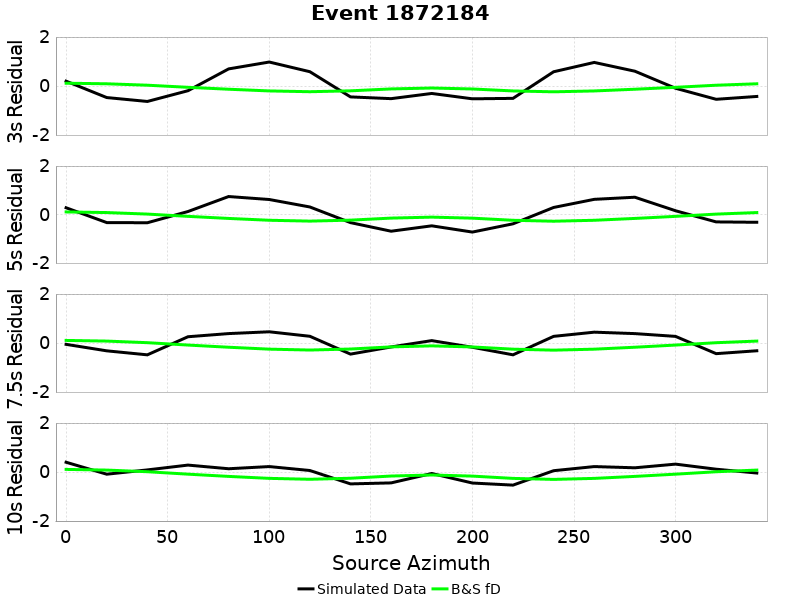 Event 1872184
3s Residual
2
0
-2
5s Residual
2
0
-2
7.5s Residual
2
0
-2
10s Residual
2
0
-2
0 50 100 150 200 250 300
Source Azimuth
Simulated Data B&S fD